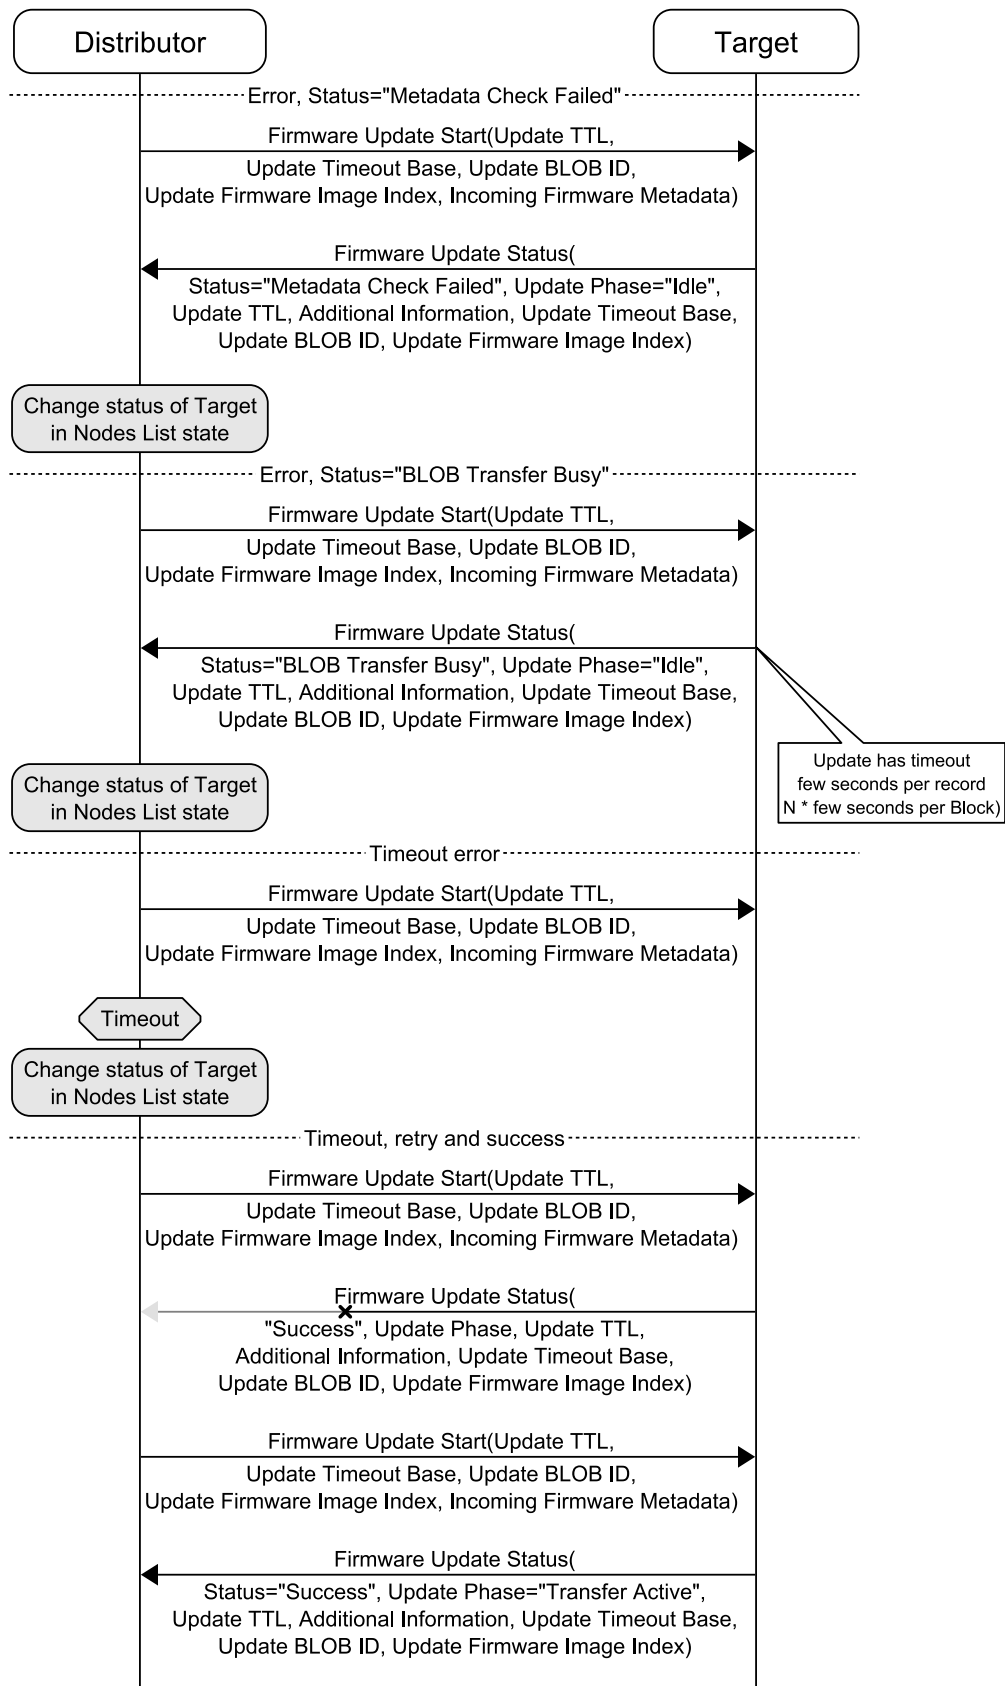 Distributor
Target
Error, Status="Metadata Check Failed"
Firmware Update Start(Update TTL,
Update Timeout Base, Update BLOB ID,
Update Firmware Image Index, Incoming Firmware Metadata)
Firmware Update Status(
Status="Metadata Check Failed", Update Phase="Idle",
Update TTL, Additional Information, Update Timeout Base,
Update BLOB ID, Update Firmware Image Index)
Change status of Target
in Nodes List state
Error, Status="BLOB Transfer Busy"
Firmware Update Start(Update TTL,
Update Timeout Base, Update BLOB ID,
Update Firmware Image Index, Incoming Firmware Metadata)
Firmware Update Status(
Status="BLOB Transfer Busy", Update Phase="Idle",
Update TTL, Additional Information, Update Timeout Base,
Update BLOB ID, Update Firmware Image Index)
Update has timeout
few seconds per record
N * few seconds per Block)
Change status of Target
in Nodes List state
Timeout error
Firmware Update Start(Update TTL,
Update Timeout Base, Update BLOB ID,
Update Firmware Image Index, Incoming Firmware Metadata)
Timeout
Change status of Target
in Nodes List state
Timeout, retry and success
Firmware Update Start(Update TTL,
Update Timeout Base, Update BLOB ID,
Update Firmware Image Index, Incoming Firmware Metadata)
Firmware Update Status(
"Success", Update Phase, Update TTL,
Additional Information, Update Timeout Base,
Update BLOB ID, Update Firmware Image Index)
Firmware Update Start(Update TTL,
Update Timeout Base, Update BLOB ID,
Update Firmware Image Index, Incoming Firmware Metadata)
Firmware Update Status(
Status="Success", Update Phase="Transfer Active",
Update TTL, Additional Information, Update Timeout Base,
Update BLOB ID, Update Firmware Image Index)